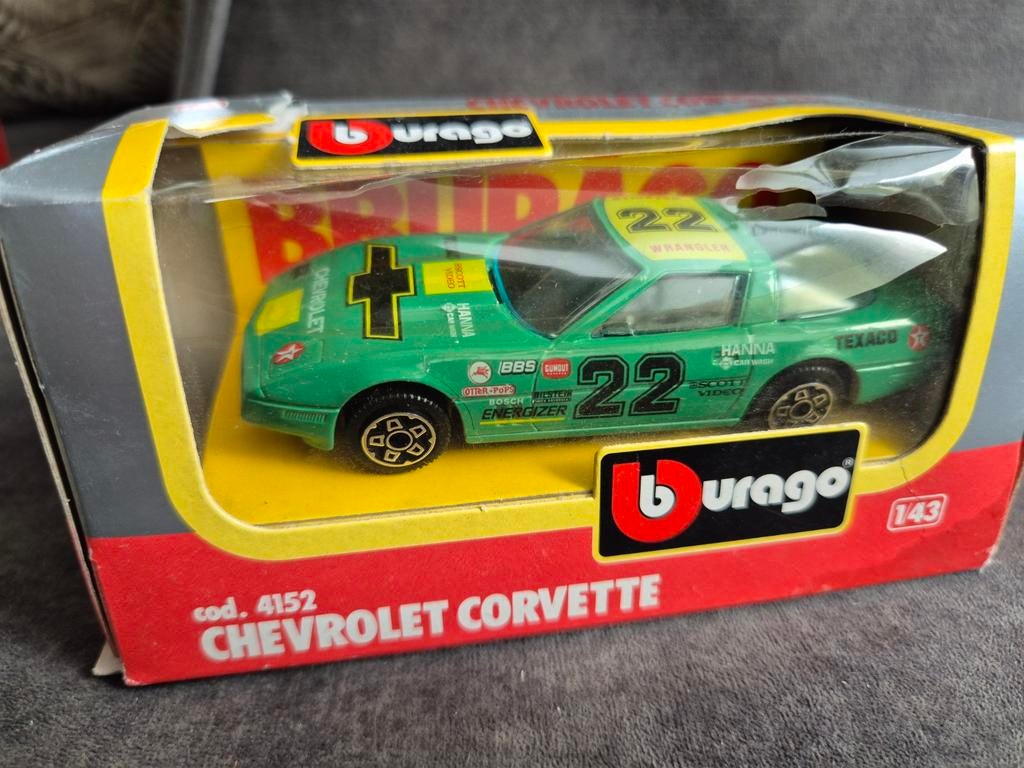 CHEVROLET CORVETTE
burago
BBURAGO
22
WRANGLER
CHEVROLET
SCOTT
VIDEO
HANNA
CAR WASH
BBS
GUMOUT
OTTER-POPS
BOSCH
ENERGIZER
22
HANNA
CAR WASH
SCOTT
VIDEO
TEXACO
burago®
1/43
cod. 4152
CHEVROLET CORVETTE